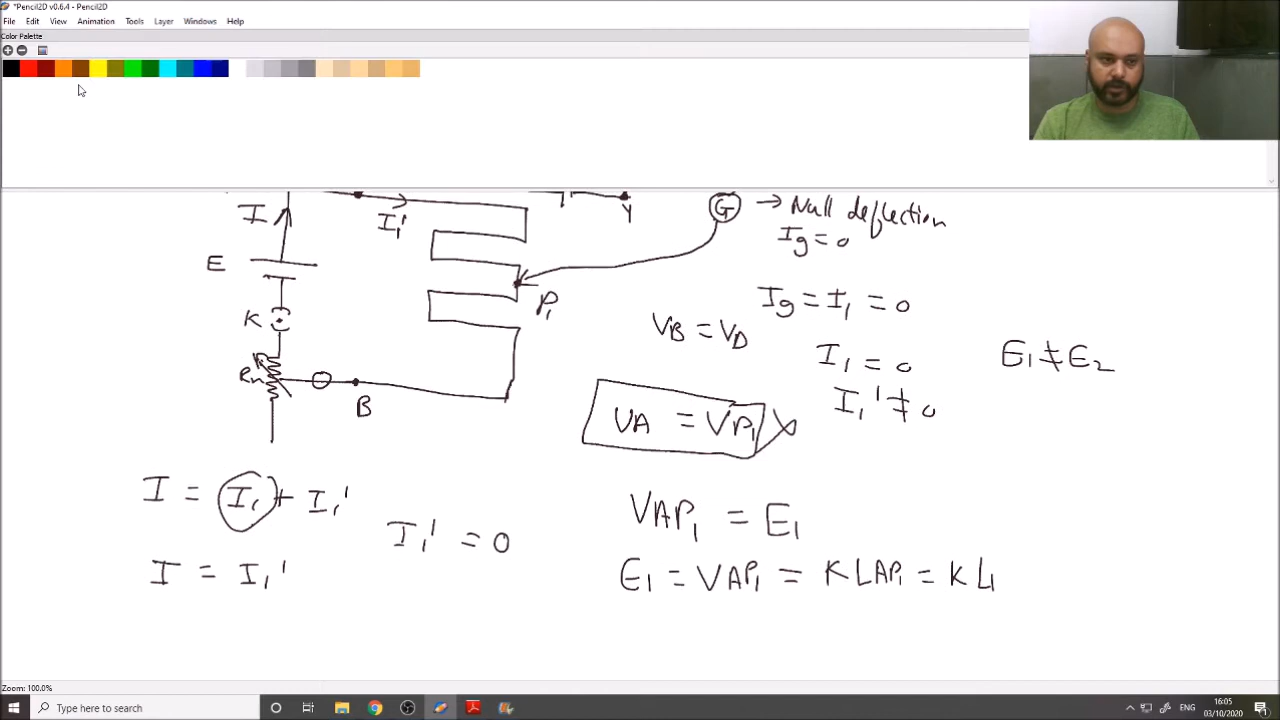 *Pencil2D v0.6.4 - Pencil2D
File Edit View Animation Tools Layer Windows Help
Color Palette
I
I₁'
Y
G → Null deflection
Ig = 0
E
K
Rh
B
P₁
VB = VD
Ig = I₁ = 0
I₁ = 0
I₁' ≠ 0
E₁ ≠ E₂
VA = VP₁
I = I₁ + I₁'
I₁' = 0
I = I₁'
VAP₁ = E₁
E₁ = VAP₁ = KLAP₁ = KL₁
Zoom: 100.0%
Type here to search
ENG
16:05
03/10/2020
1